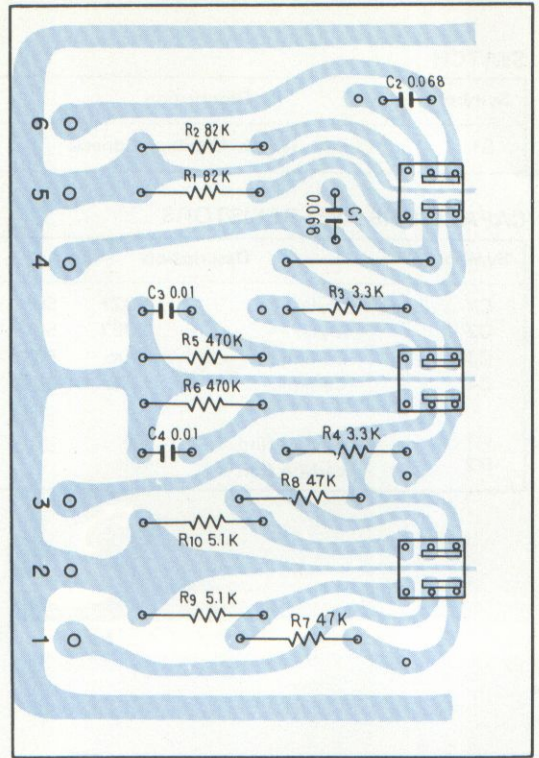 C2 0.068
6
R2 82K
5
R1 82K
C1
0.068
4
C3 0.01
R3 3.3K
R5 470K
R6 470K
C4 0.01
R4 3.3K
R8 47K
3
R10 5.1K
2
R9 5.1K
R7 47K
1